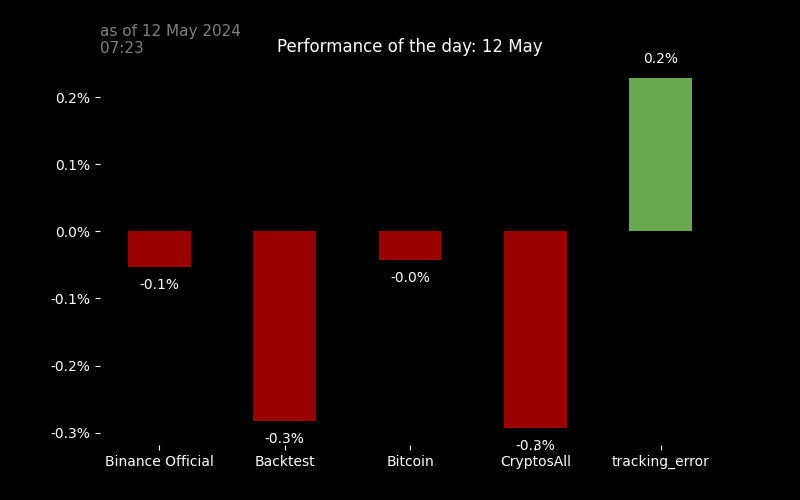 as of 12 May 2024
07:23
Performance of the day: 12 May
0.2%
0.2%
0.1%
0.0%
-0.1%
-0.0%
-0.1%
-0.2%
-0.3%
-0.3%
-0.3%
Binance Official
Backtest
Bitcoin
CryptosAll
tracking_error